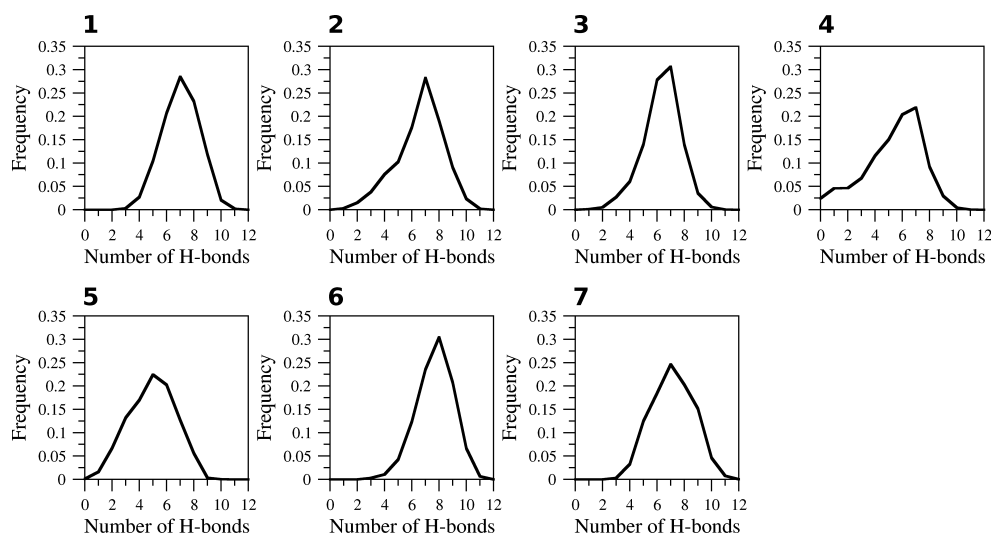 1 2 3 4
0.35 0.35 0.35 0.35
0.3 0.3 0.3 0.3
0.25 0.25 0.25 0.25
0.2 0.2 0.2 0.2
0.15 0.15 0.15 0.15
0.1 0.1 0.1 0.1
0.05 0.05 0.05 0.05
0 0 0 0
Frequency Frequency Frequency Frequency
0 2 4 6 8 10 12 0 2 4 6 8 10 12 0 2 4 6 8 10 12 0 2 4 6 8 10 12
Number of H-bonds Number of H-bonds Number of H-bonds Number of H-bonds
5 6 7
0.35 0.35 0.35
0.3 0.3 0.3
0.25 0.25 0.25
0.2 0.2 0.2
0.15 0.15 0.15
0.1 0.1 0.1
0.05 0.05 0.05
0 0 0
Frequency Frequency Frequency
0 2 4 6 8 10 12 0 2 4 6 8 10 12 0 2 4 6 8 10 12
Number of H-bonds Number of H-bonds Number of H-bonds